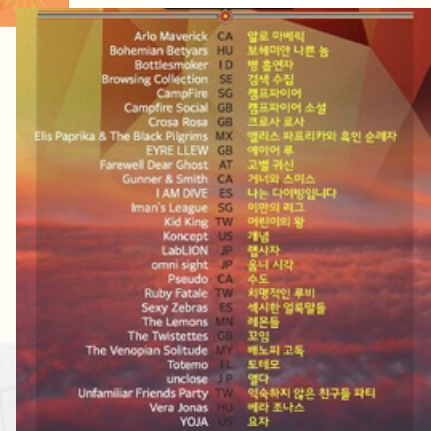 Arlo Maverick CA 알로 마베릭
Bohemian Betyars HU 보헤미안 나쁜 놈
Bottlesmoker ID 병 흡연자
Browsing Collection SE 검색 수집
CampFire SG 캠프파이어
Campfire Social GB 캠프파이어 소셜
Crosa Rosa GB 크로사 로사
Elis Paprika & The Black Pilgrims MX 엘리스 파프리카와 흑인 순례자
EYRE LLEW GB 에이어 루
Farewell Dear Ghost AT 고별 귀신
Gunner & Smith CA 거너와 스미스
I AM DIVE ES 나는 다이빙입니다
Iman's League SG 이만의 리그
Kid King TW 어린이의 왕
Koncept US 개념
LabLION JP 랩사자
omni sight JP 옴니 시각
Pseudo CA 수도
Ruby Fatale TW 치명적인 루비
Sexy Zebras ES 섹시한 얼룩말들
The Lemons MN 레몬들
The Twistettes GB 꼬임
The Venopian Solitude MY 배노피 고독
Totemo IL 토테모
unclose JP 열다
Unfamiliar Friends Party TW 익숙하지 않은 친구들 파티
Vera Jonas HU 베라 조나스
YOJA US 요자